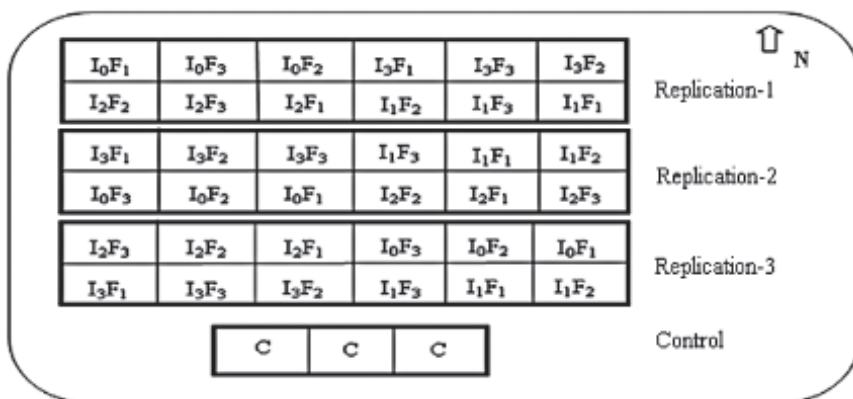 N
I₀F₁ I₀F₃ I₀F₂ I₃F₁ I₃F₃ I₃F₂
I₂F₂ I₂F₃ I₂F₁ I₁F₂ I₁F₃ I₁F₁
Replication-1
I₃F₁ I₃F₂ I₃F₃ I₁F₃ I₁F₁ I₁F₂
I₀F₃ I₀F₂ I₀F₁ I₂F₂ I₂F₁ I₂F₃
Replication-2
I₂F₃ I₂F₂ I₂F₁ I₀F₃ I₀F₂ I₀F₁
I₃F₁ I₃F₃ I₃F₂ I₁F₃ I₁F₁ I₁F₂
Replication-3
C C C
Control